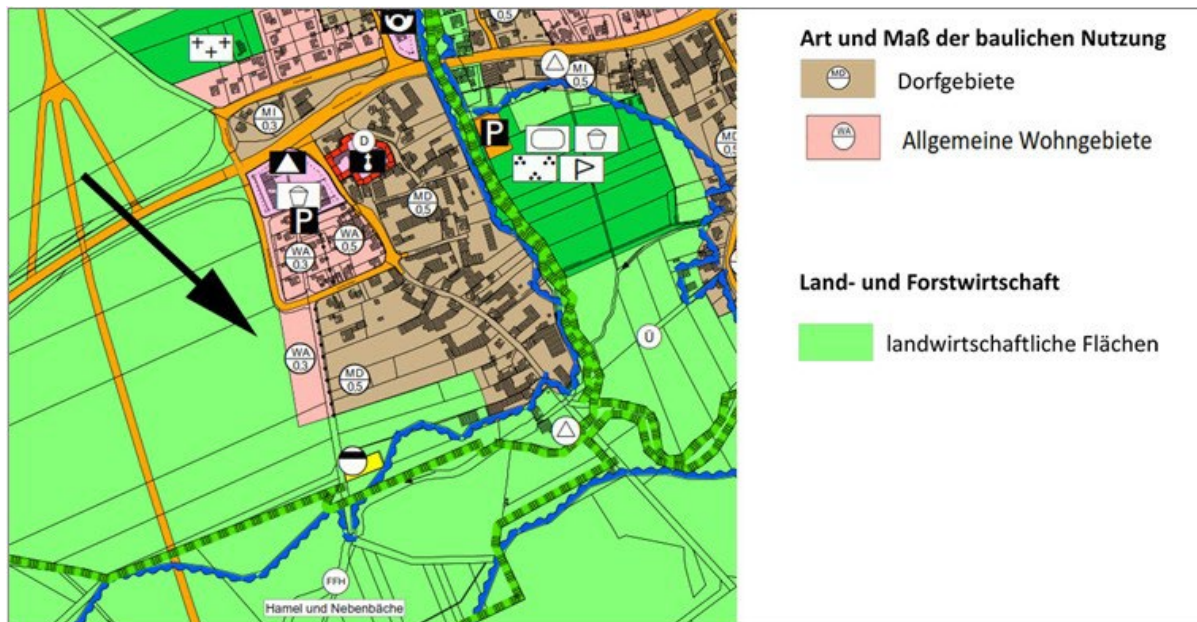 0.5
MI
0.5
MI
0.3
D
P
MD
0.5
MD
0.5
P
WA
0.5
WA
0.3
Ü
WA
0.3
MD
0.5
FFH
Hamel und Nebenbäche
Art und Maß der baulichen Nutzung
MD
Dorfgebiete
WA
Allgemeine Wohngebiete
Land- und Forstwirtschaft
landwirtschaftliche Flächen